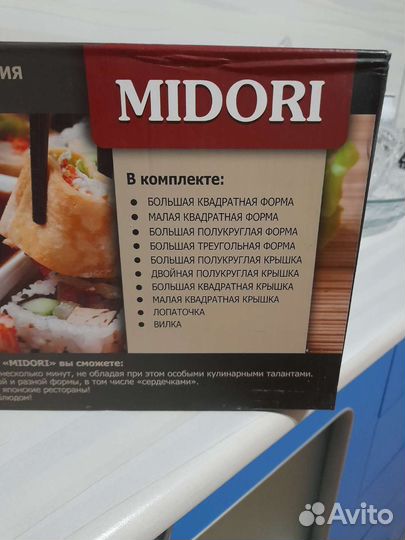 ИЯ
MIDORI
В комплекте:
● БОЛЬШАЯ КВАДРАТНАЯ ФОРМА
● МАЛАЯ КВАДРАТНАЯ ФОРМА
● БОЛЬШАЯ ПОЛУКРУГЛАЯ ФОРМА
● БОЛЬШАЯ ТРЕУГОЛЬНАЯ ФОРМА
● БОЛЬШАЯ ПОЛУКРУГЛАЯ КРЫШКА
● ДВОЙНАЯ ПОЛУКРУГЛАЯ КРЫШКА
● БОЛЬШАЯ КВАДРАТНАЯ КРЫШКА
● МАЛАЯ КВАДРАТНАЯ КРЫШКА
● ЛОПАТОЧКА
● ВИЛКА
«MIDORI» вы сможете:
несколько минут, не обладая при этом особыми кулинарными талантами.
й и разной формы, в том числе «сердечками».
японские рестораны!
блюдом!
Avito